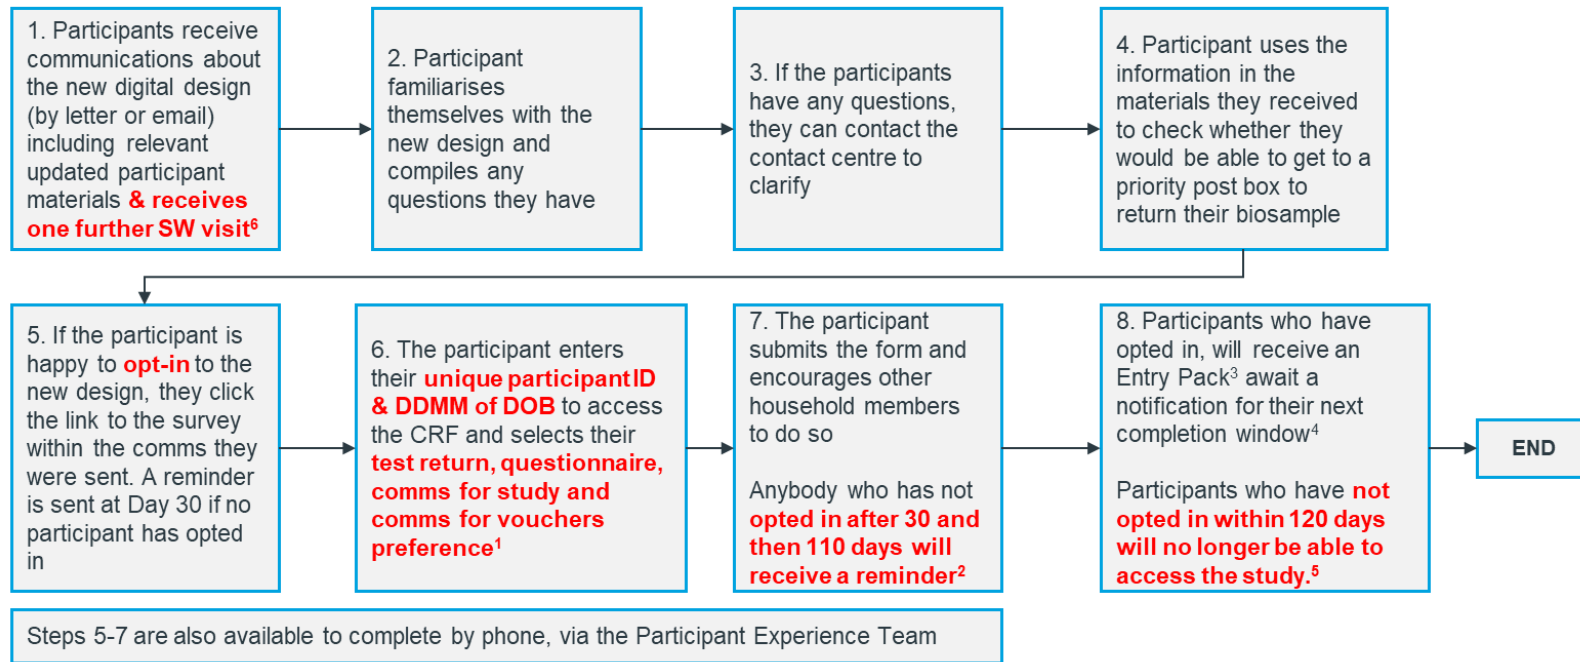 1. Participants receive
communications about
the new digital design
(by letter or email)
including relevant
updated participant
materials & receives
one further SW visit⁶
2. Participant
familiarises
themselves with the
new design and
compiles any
questions they have
3. If the participants
have any questions,
they can contact the
contact centre to
clarify
4. Participant uses the
information in the
materials they received
to check whether they
would be able to get to a
priority post box to
return their biosample
5. If the participant is
happy to opt-in to the
new design, they click
the link to the survey
within the comms they
were sent. A reminder
is sent at Day 30 if no
participant has opted
in
6. The participant enters
their unique participant ID
& DDMM of DOB to access
the CRF and selects their
test return, questionnaire,
comms for study and
comms for vouchers
preference¹
7. The participant
submits the form and
encourages other
household members
to do so
Anybody who has not
opted in after 30 and
then 110 days will
receive a reminder²
8. Participants who have
opted in, will receive an
Entry Pack³ await a
notification for their next
completion window⁴
Participants who have not
opted in within 120 days
will no longer be able to
access the study.⁵
END
Steps 5-7 are also available to complete by phone, via the Participant Experience Team